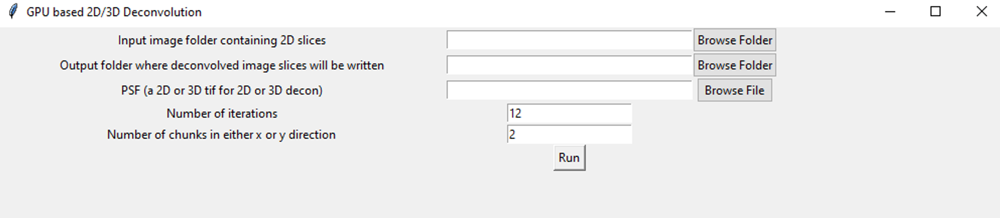 GPU based 2D/3D Deconvolution
Input image folder containing 2D slices Browse Folder
Output folder where deconvolved image slices will be written Browse Folder
PSF (a 2D or 3D tif for 2D or 3D decon) Browse File
Number of iterations 12
Number of chunks in either x or y direction 2
Run